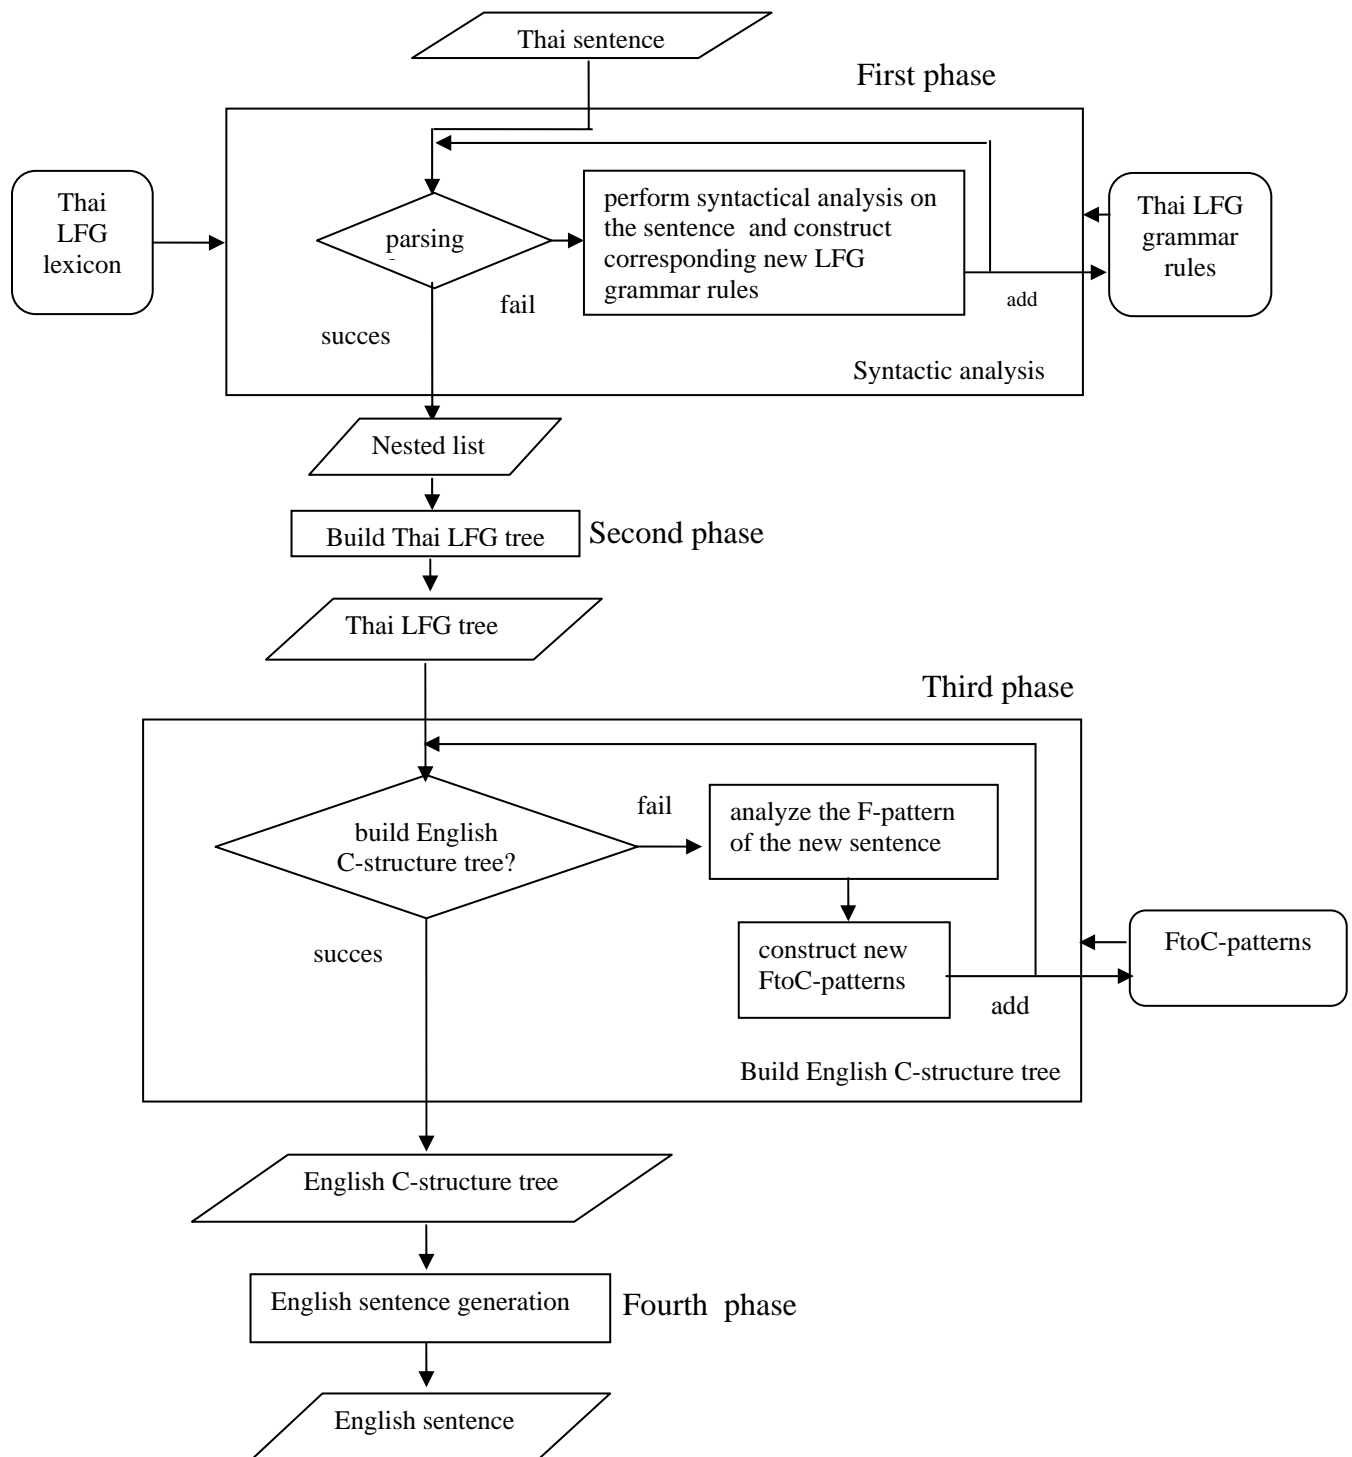 Thai sentence
First phase
Thai
LFG
lexicon
parsing
perform syntactical analysis on
the sentence and construct
corresponding new LFG
grammar rules
Thai LFG
grammar
rules
fail
add
succes
Syntactic analysis
Nested list
Build Thai LFG tree
Second phase
Thai LFG tree
Third phase
build English
C-structure tree?
fail
analyze the F-pattern
of the new sentence
succes
construct new
FtoC-patterns
add
FtoC-patterns
Build English C-structure tree
English C-structure tree
English sentence generation
Fourth phase
English sentence